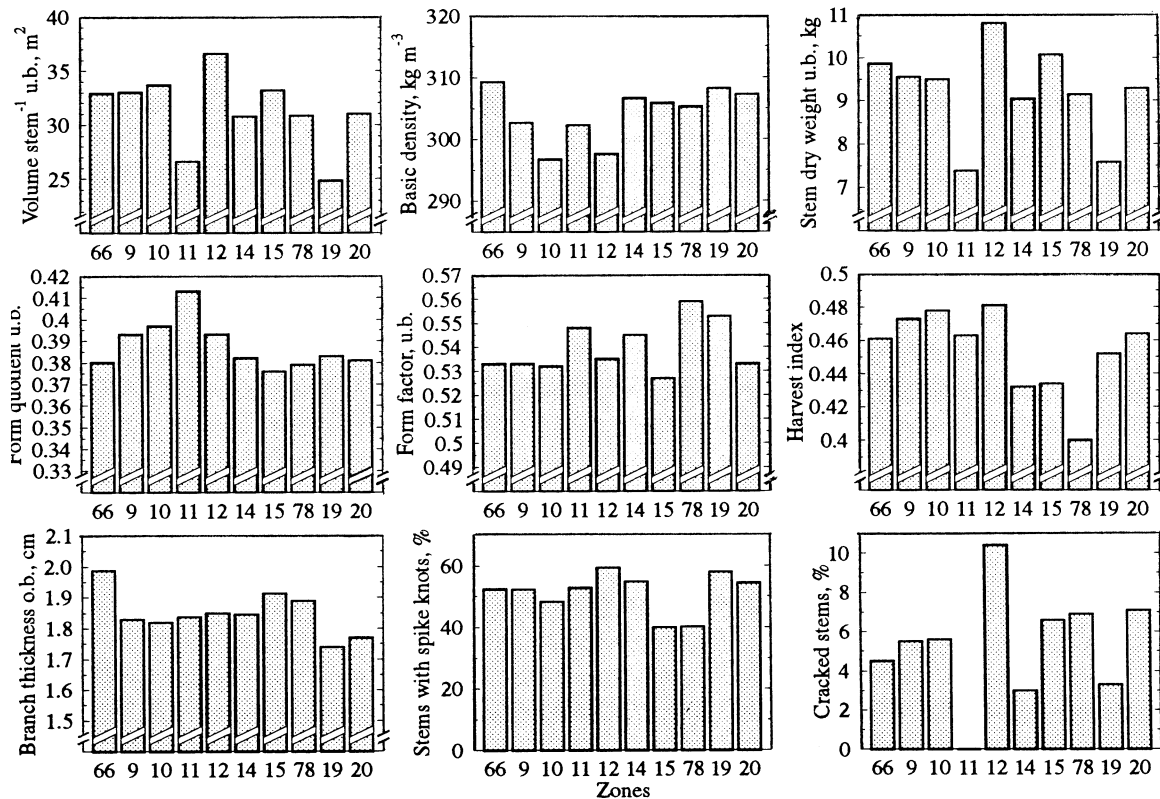 Volume stem⁻¹ u.b., m²
40
35
30
25
66 9 10 11 12 14 15 78 19 20
Basic density, kg m⁻³
320
310
300
290
66 9 10 11 12 14 15 78 19 20
Stem dry weight u.b., kg
11
10
9
8
7
66 9 10 11 12 14 15 78 19 20
Form quotient u.b.
0.42
0.41
0.4
0.39
0.38
0.37
0.36
0.35
0.34
0.33
66 9 10 11 12 14 15 78 19 20
Form factor, u.b.
0.57
0.56
0.55
0.54
0.53
0.52
0.51
0.5
0.49
66 9 10 11 12 14 15 78 19 20
Harvest index
0.5
0.48
0.46
0.44
0.42
0.4
66 9 10 11 12 14 15 78 19 20
Branch thickness o.b., cm
2.1
2.0
1.9
1.8
1.7
1.6
1.5
66 9 10 11 12 14 15 78 19 20
Stems with spike knots, %
60
40
20
0
66 9 10 11 12 14 15 78 19 20
Zones
Cracked stems, %
10
8
6
4
2
0
66 9 10 11 12 14 15 78 19 20